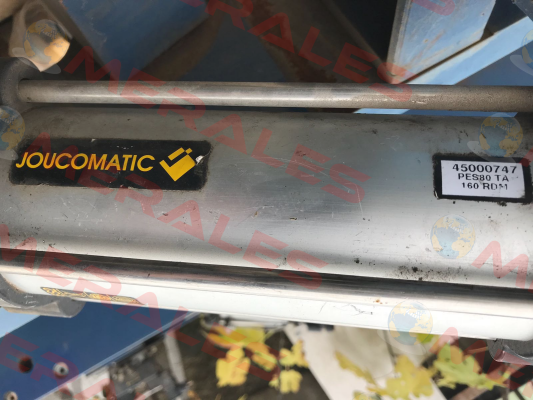 JOUCOMATIC
45000747
PES80 TA
160 RDM
MERALES